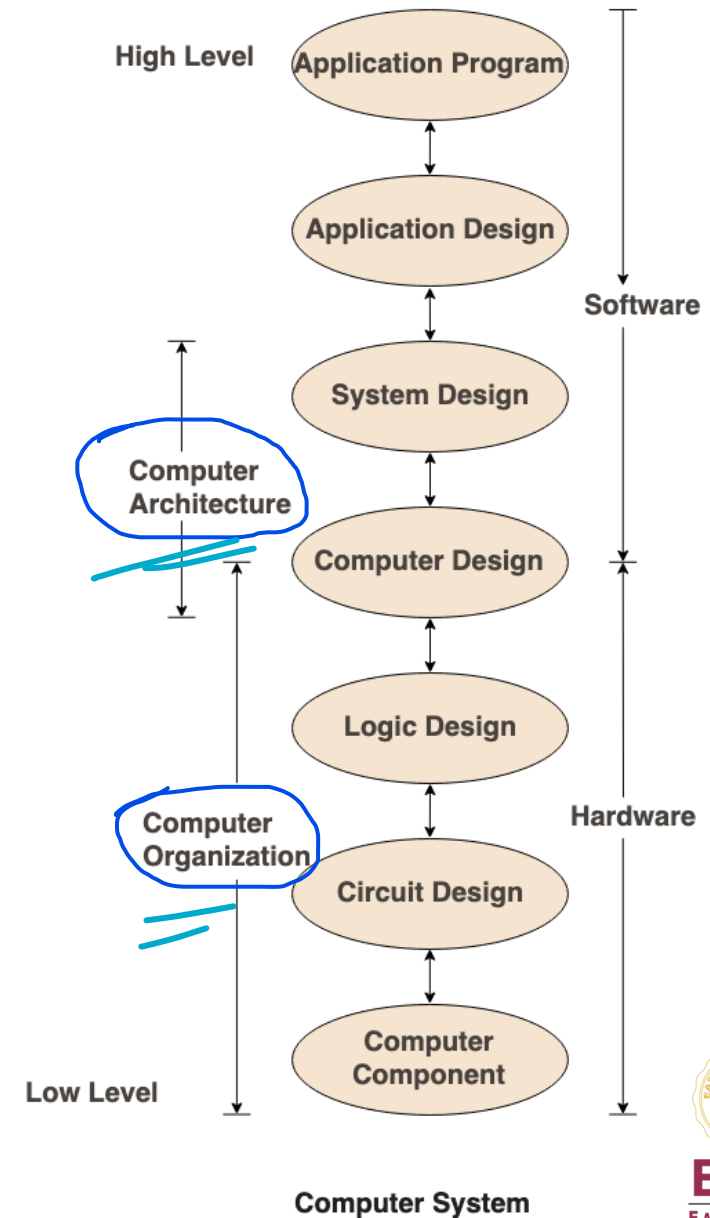 High Level
Application Program
Application Design
Software
System Design
Computer
Architecture
Computer Design
Logic Design
Hardware
Computer
Organization
Circuit Design
Computer
Component
Low Level
Computer System